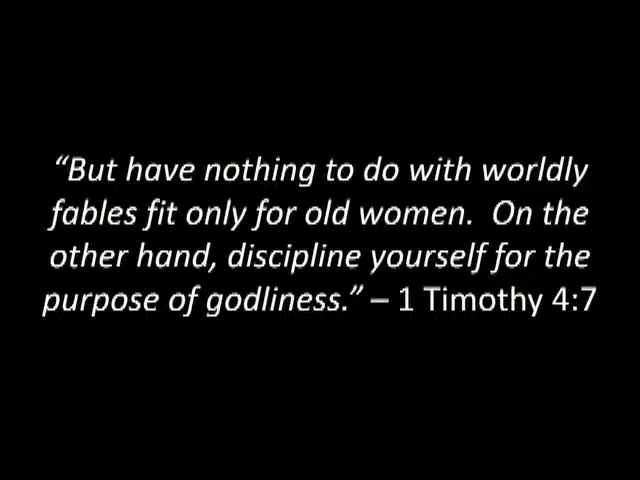 “But have nothing to do with worldly
fables fit only for old women.  On the
other hand, discipline yourself for the
purpose of godliness.” – 1 Timothy 4:7